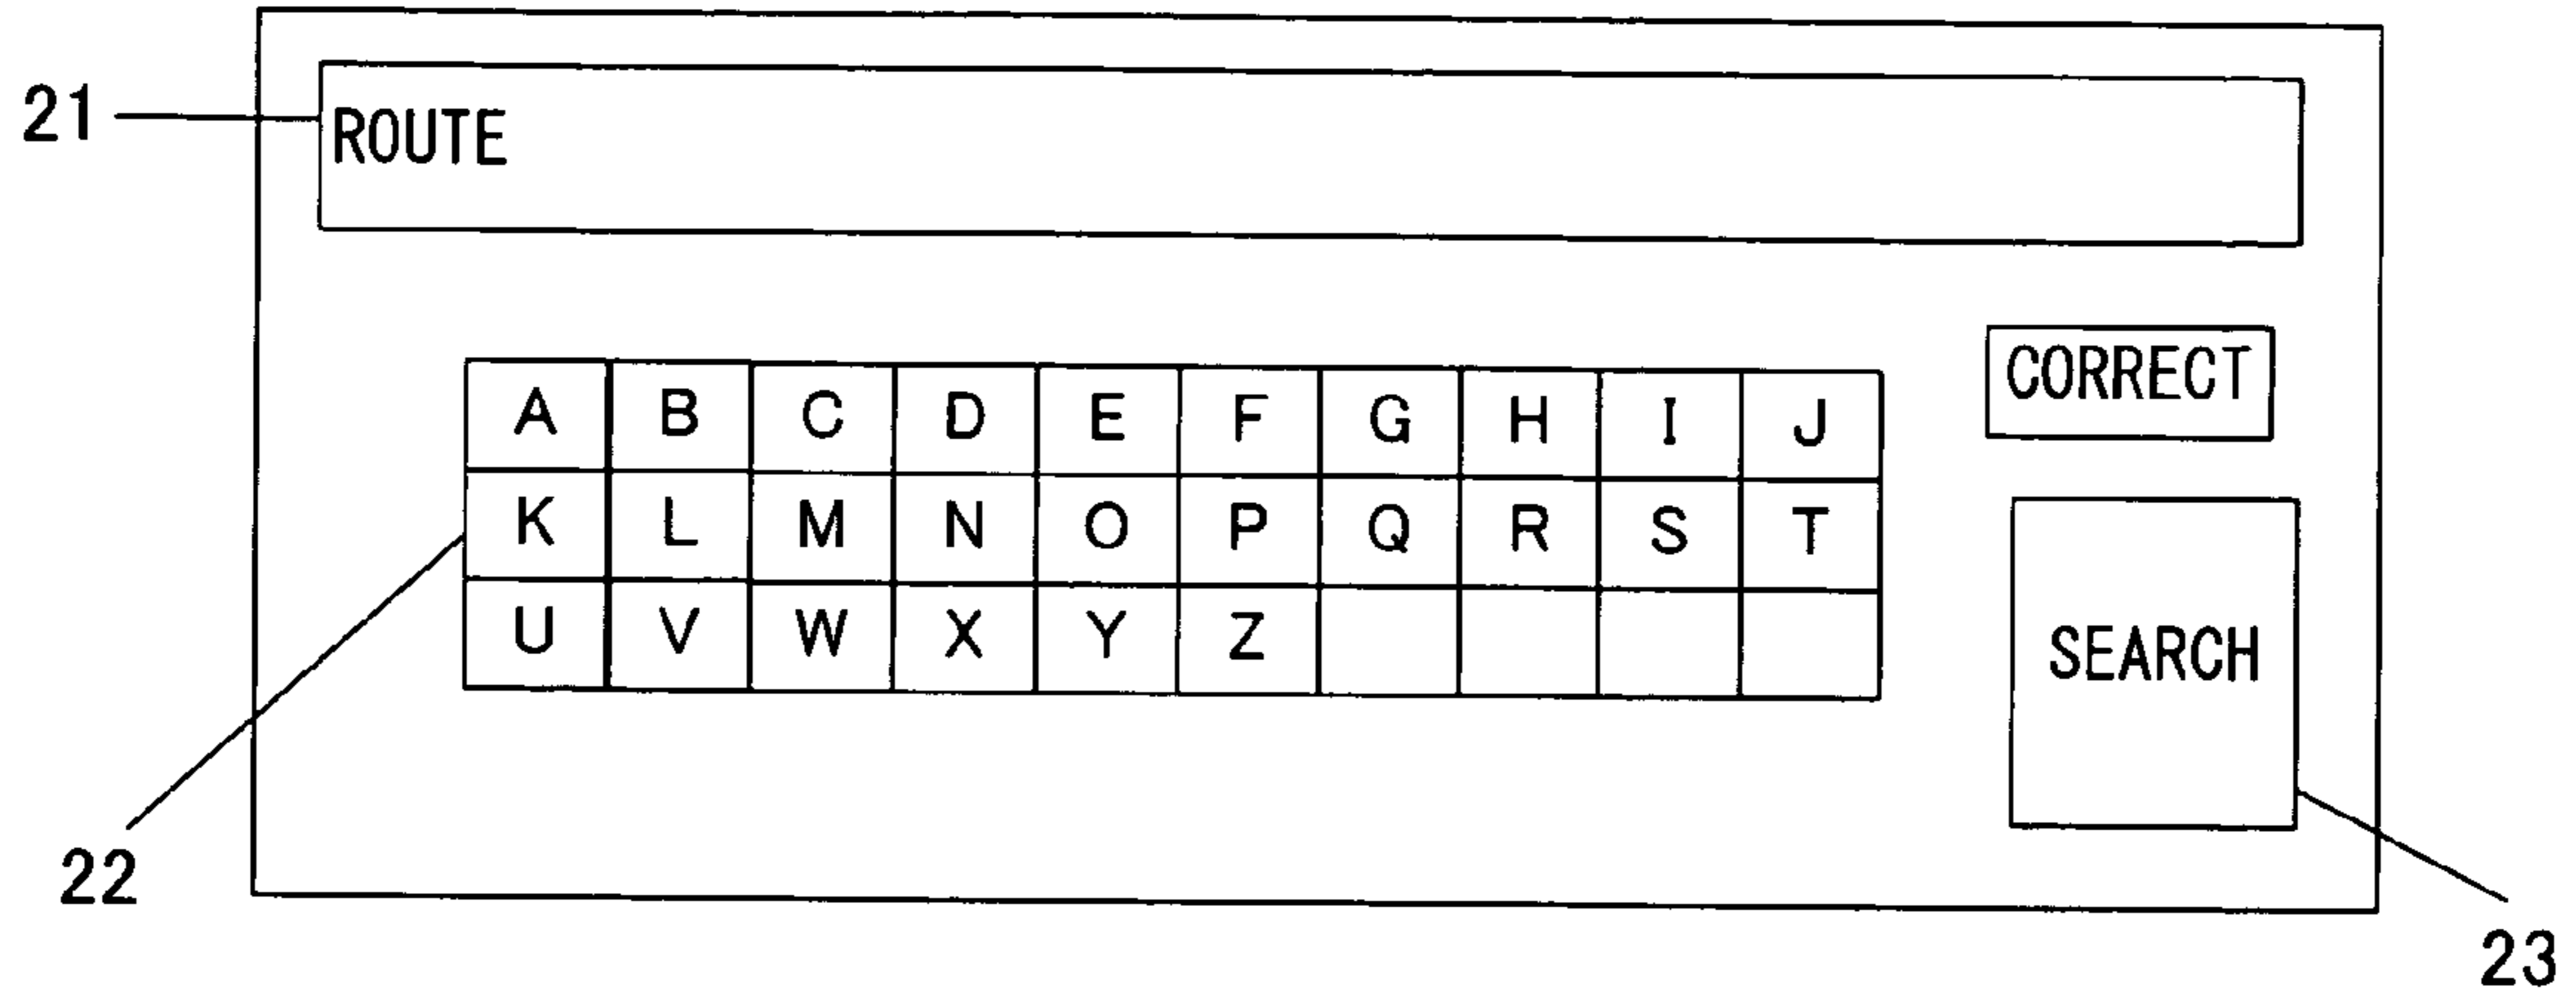 21
ROUTE
CORRECT
A B C D E F G H I J
K L M N O P Q R S T
U V W X Y Z
SEARCH
22
23